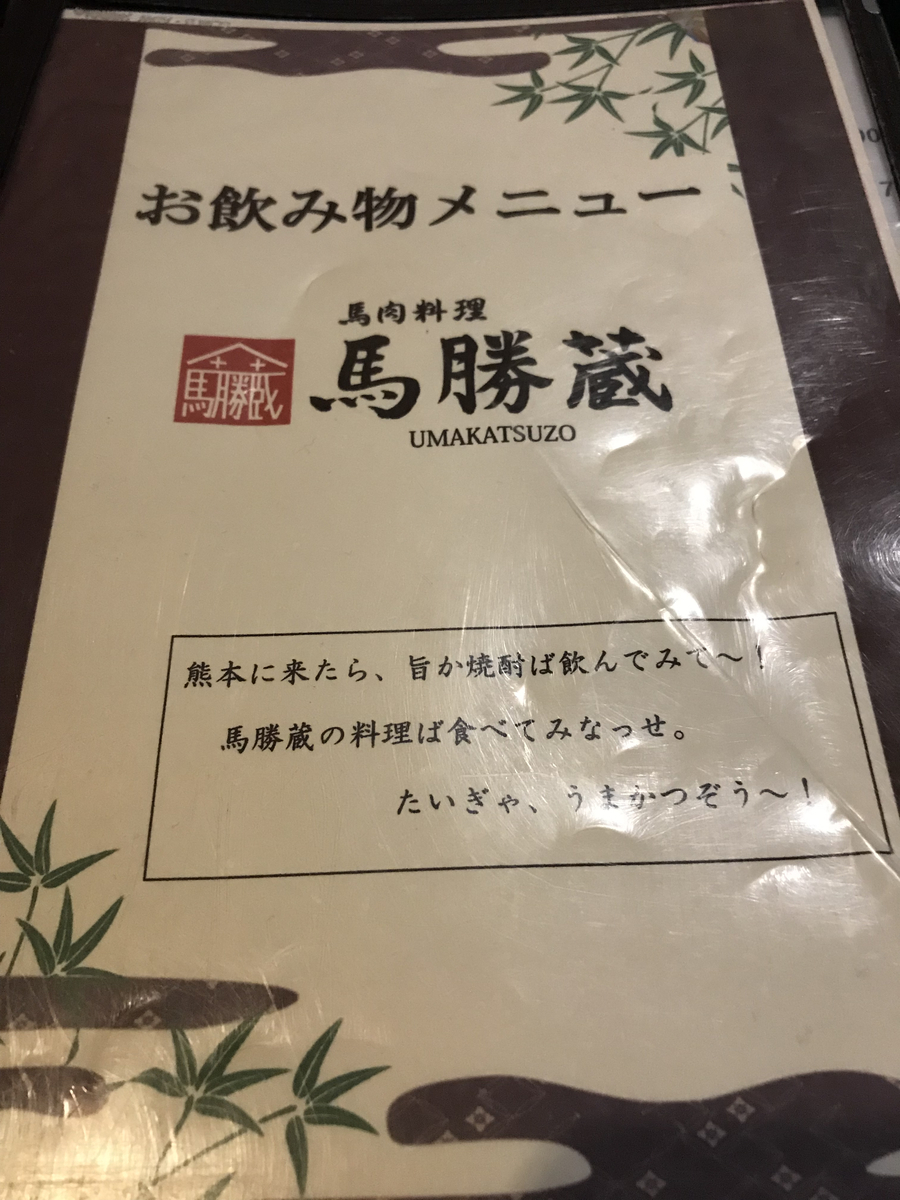 お飲み物メニュー
馬肉料理
馬勝蔵
馬勝蔵
UMAKATSUZO
熊本に来たら、旨か焼酎ば飲んでみて～！
馬勝蔵の料理ば食べてみなっせ。
たいぎゃ、うまかつぞう～！